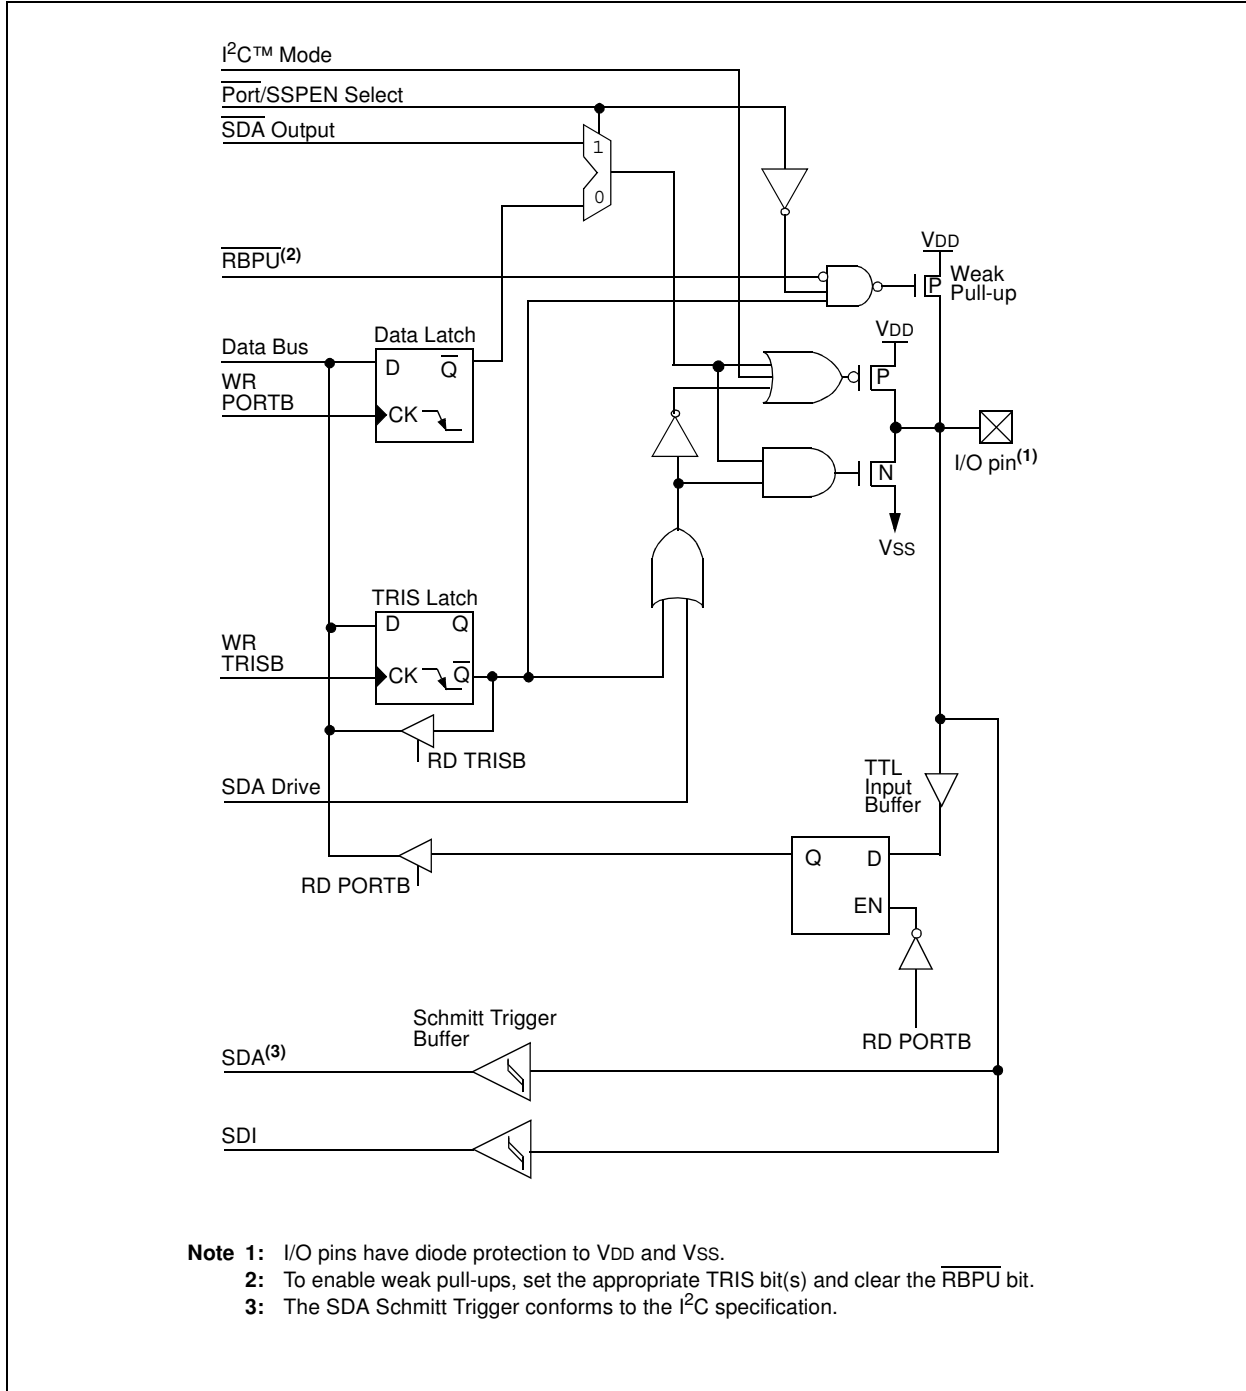 I²C™ Mode
Port/SSPEN Select
SDA Output
1
0
VDD
RBPU(2)
Weak
Pull-up
P
VDD
Data Latch
Data Bus
D Q
P
WR
PORTB
CK
I/O pin(1)
N
VSS
TRIS Latch
D Q
WR
TRISB
CK Q
RD TRISB
TTL
Input
Buffer
SDA Drive
Q D
RD PORTB
EN
Schmitt Trigger
Buffer
RD PORTB
SDA(3)
SDI
Note 1: I/O pins have diode protection to VDD and VSS.
2: To enable weak pull-ups, set the appropriate TRIS bit(s) and clear the RBPU bit.
3: The SDA Schmitt Trigger conforms to the I²C specification.